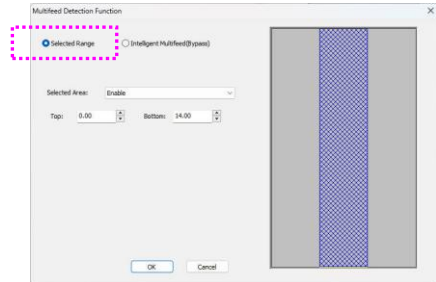 Multifeed Detection Function
Selected Range Intelligent Multifeed(Bypass)
Selected Area: Enable
Top: 0.00 Bottom: 14.00
OK Cancel